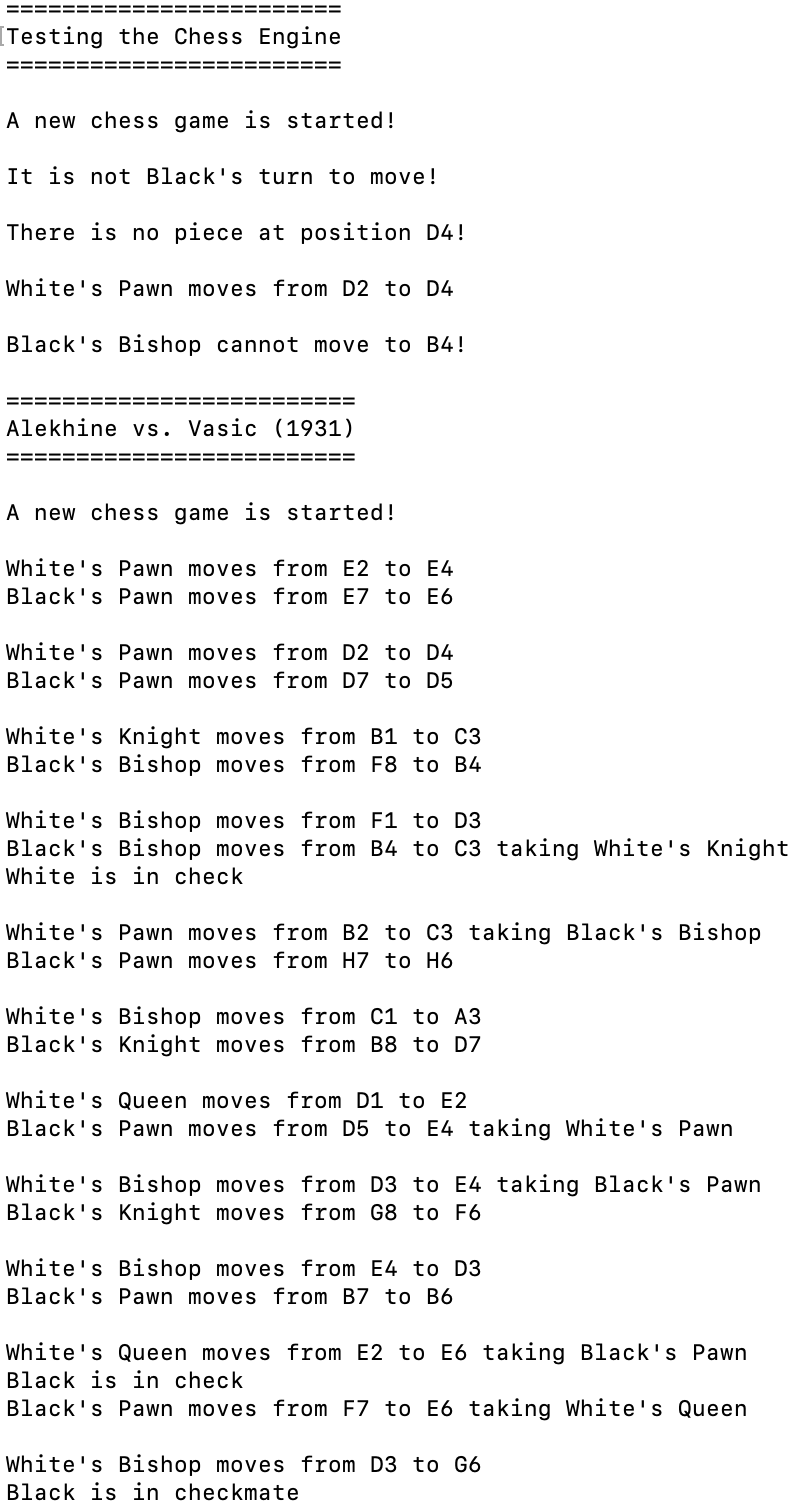 ========================
Testing the Chess Engine
========================
A new chess game is started!
It is not Black's turn to move!
There is no piece at position D4!
White's Pawn moves from D2 to D4
Black's Bishop cannot move to B4!
=========================
Alekhine vs. Vasic (1931)
=========================
A new chess game is started!
White's Pawn moves from E2 to E4
Black's Pawn moves from E7 to E6
White's Pawn moves from D2 to D4
Black's Pawn moves from D7 to D5
White's Knight moves from B1 to C3
Black's Bishop moves from F8 to B4
White's Bishop moves from F1 to D3
Black's Bishop moves from B4 to C3 taking White's Knight
White is in check
White's Pawn moves from B2 to C3 taking Black's Bishop
Black's Pawn moves from H7 to H6
White's Bishop moves from C1 to A3
Black's Knight moves from B8 to D7
White's Queen moves from D1 to E2
Black's Pawn moves from D5 to E4 taking White's Pawn
White's Bishop moves from D3 to E4 taking Black's Pawn
Black's Knight moves from G8 to F6
White's Bishop moves from E4 to D3
Black's Pawn moves from B7 to B6
White's Queen moves from E2 to E6 taking Black's Pawn
Black is in check
Black's Pawn moves from F7 to E6 taking White's Queen
White's Bishop moves from D3 to G6
Black is in checkmate